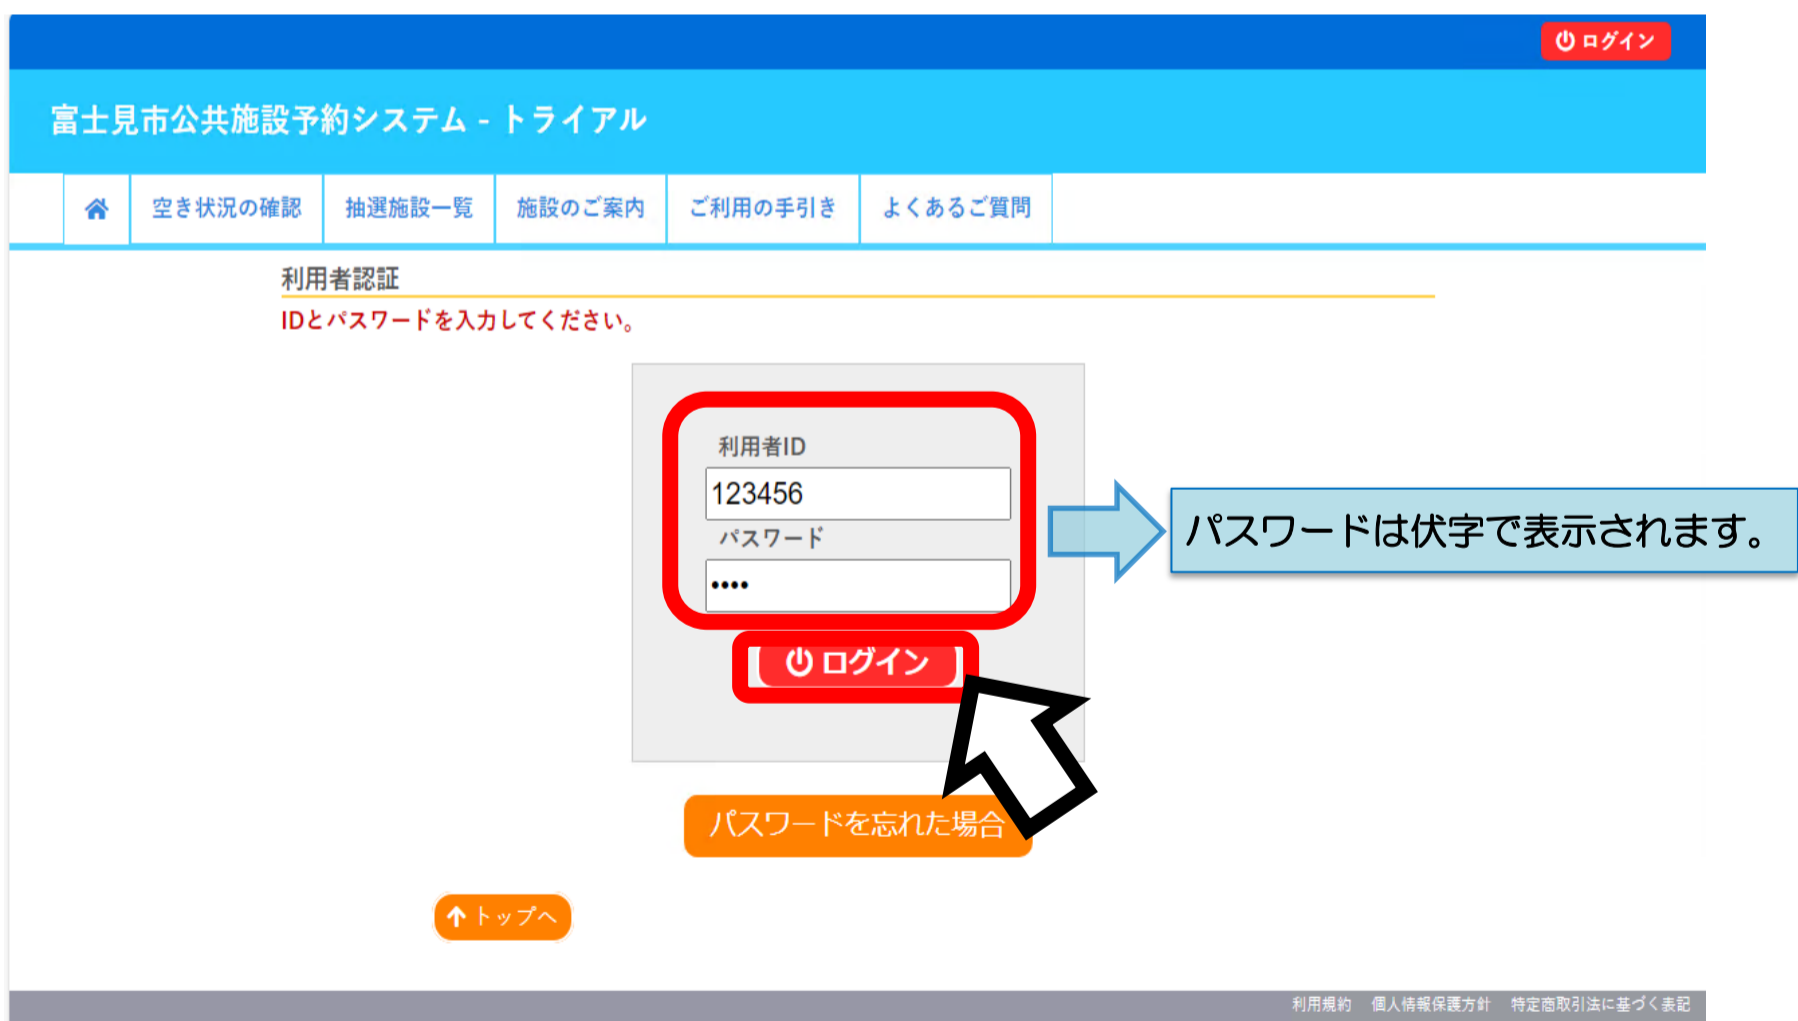 ログイン
富士見市公共施設予約システム - トライアル
空き状況の確認 抽選施設一覧 施設のご案内 ご利用の手引き よくあるご質問
利用者認証
IDとパスワードを入力してください。
利用者ID
123456
パスワード
••••
パスワードは伏字で表示されます。
ログイン
パスワードを忘れた場合
トップへ
利用規約 個人情報保護方針 特定商取引法に基づく表記